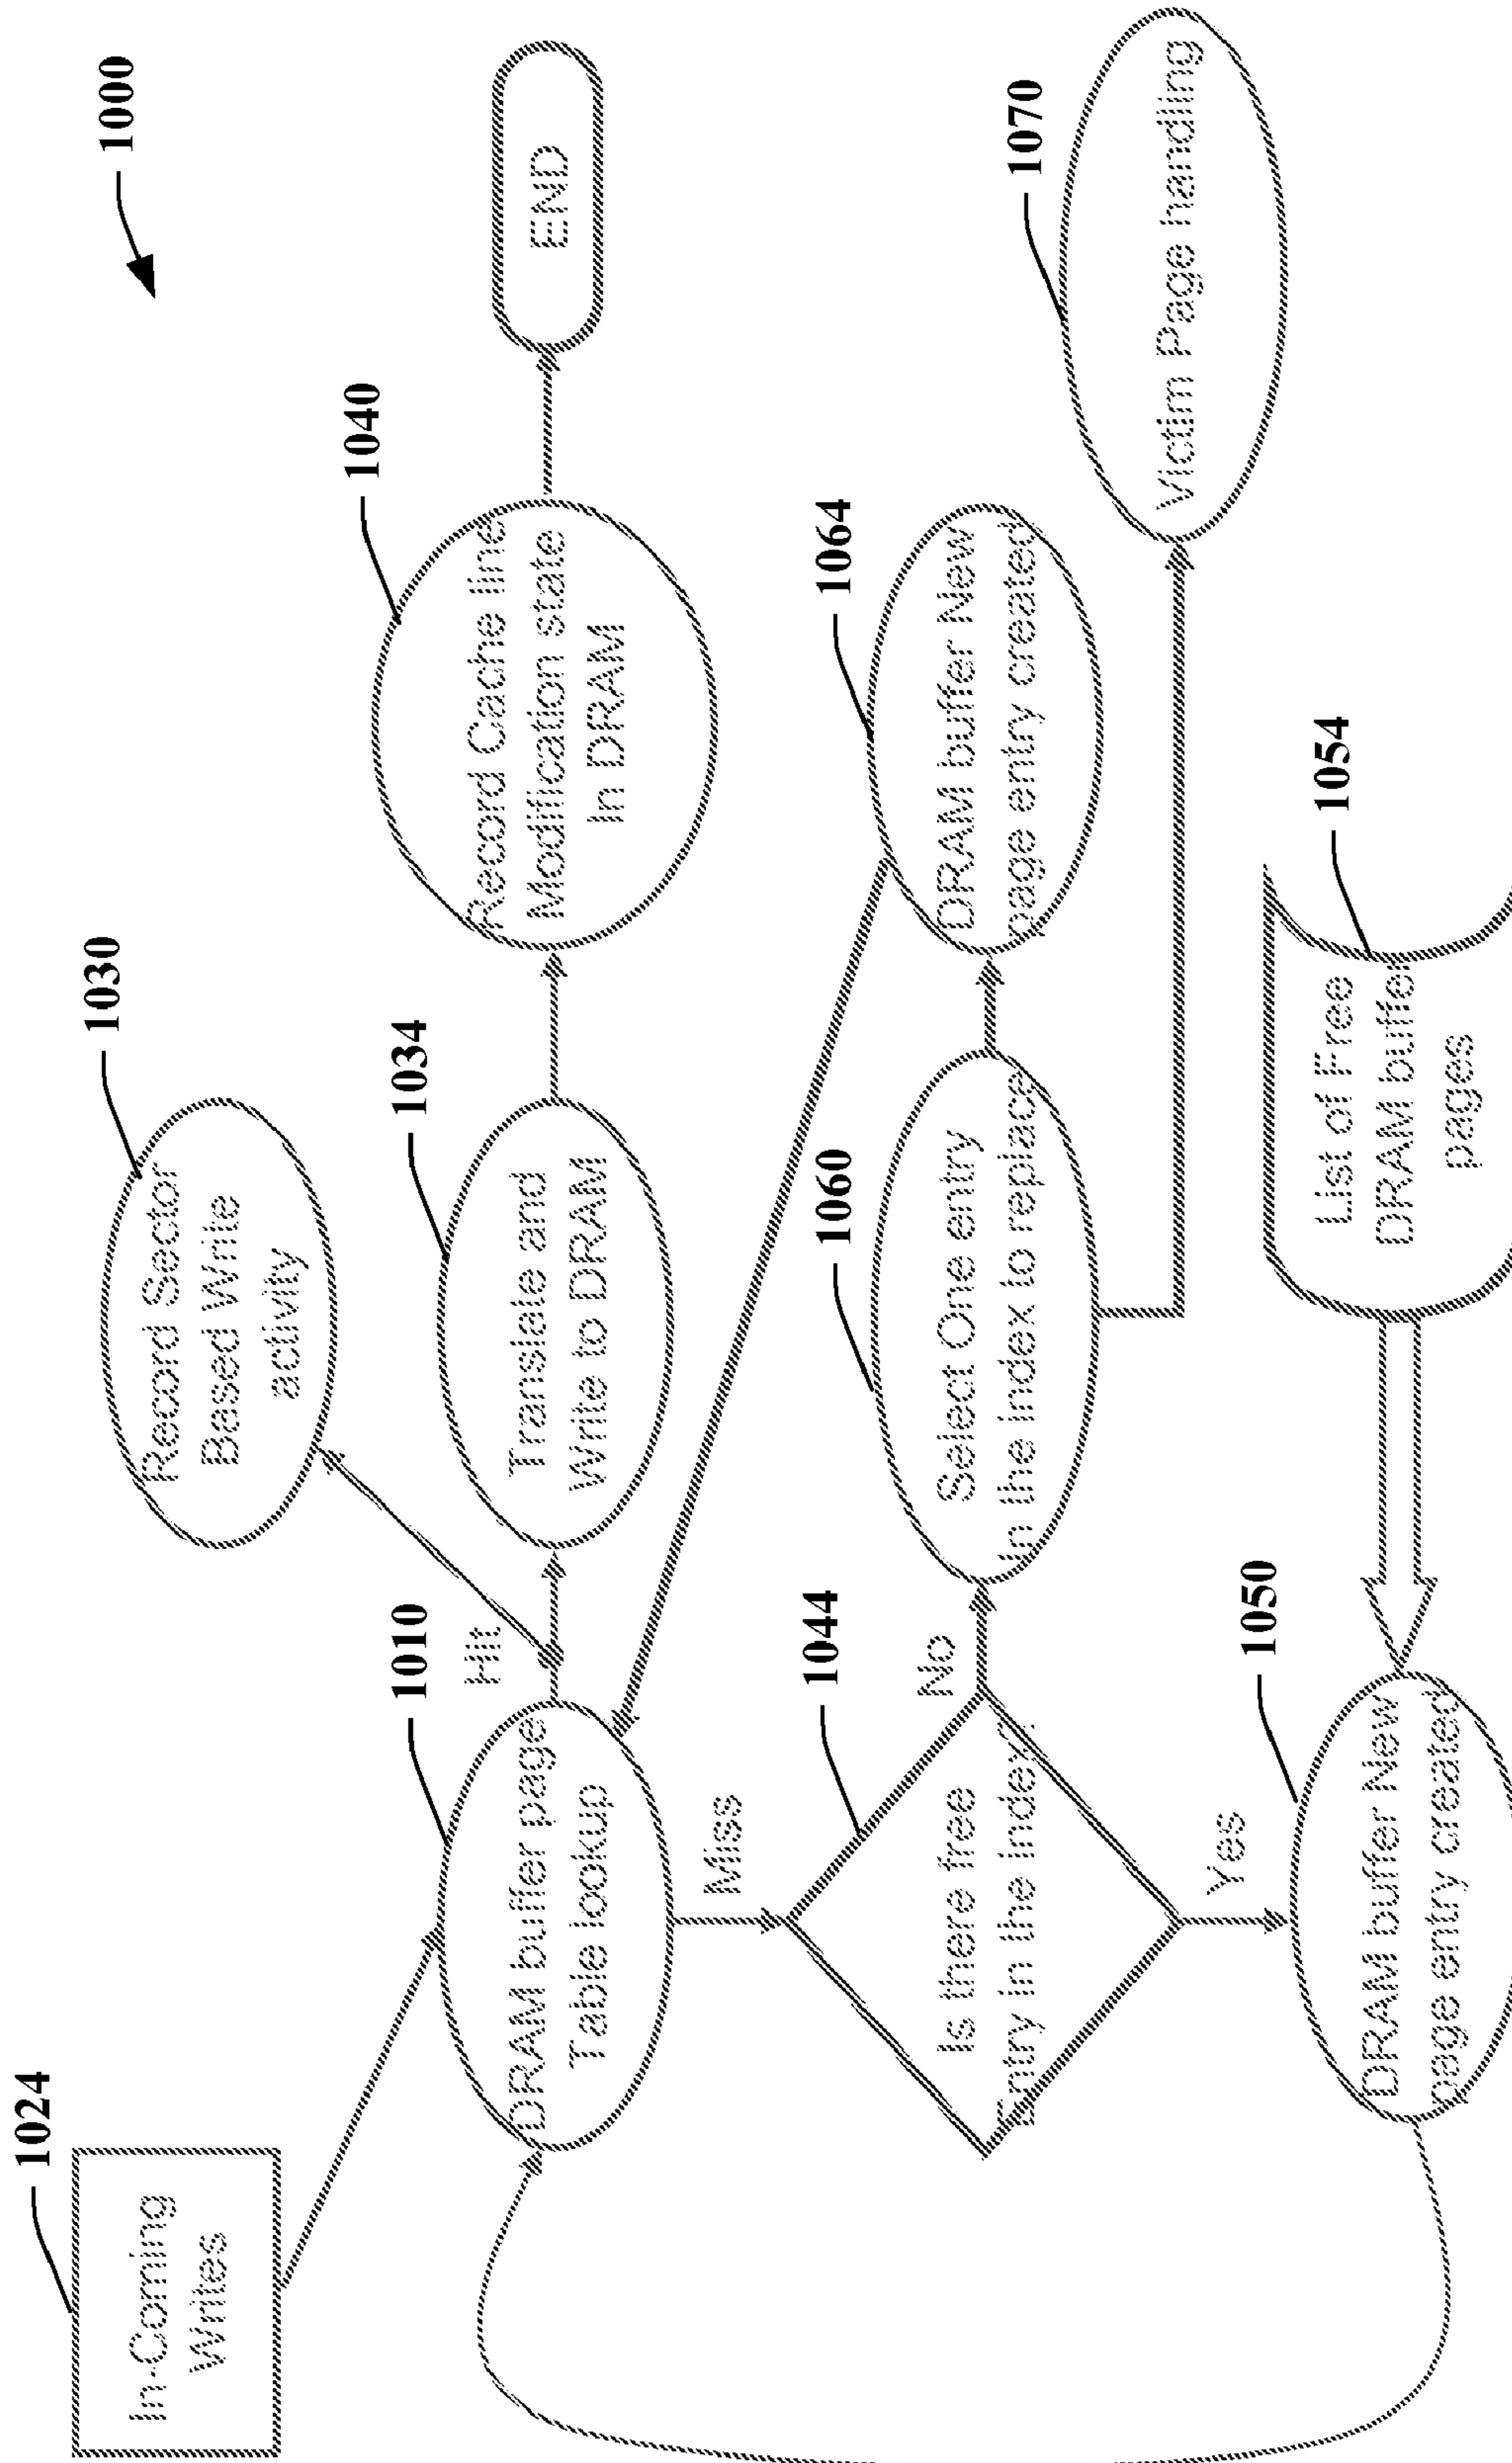 1000
1024
In-Coming
Writes
1030
Record Sector
Based Write
activity
1010
DRAM buffer page
Table lookup
Hit
1034
Translate and
Write to DRAM
1040
Record Cache line
Modification state
In DRAM
END
Miss
1044
Is there free
Entry in the index?
No
1060
Select One entry
In the index to replace
1064
DRAM buffer New
page entry created
1070
Victim Page handling
Yes
1050
DRAM buffer New
page entry created
1054
List of Free
DRAM buffer
pages